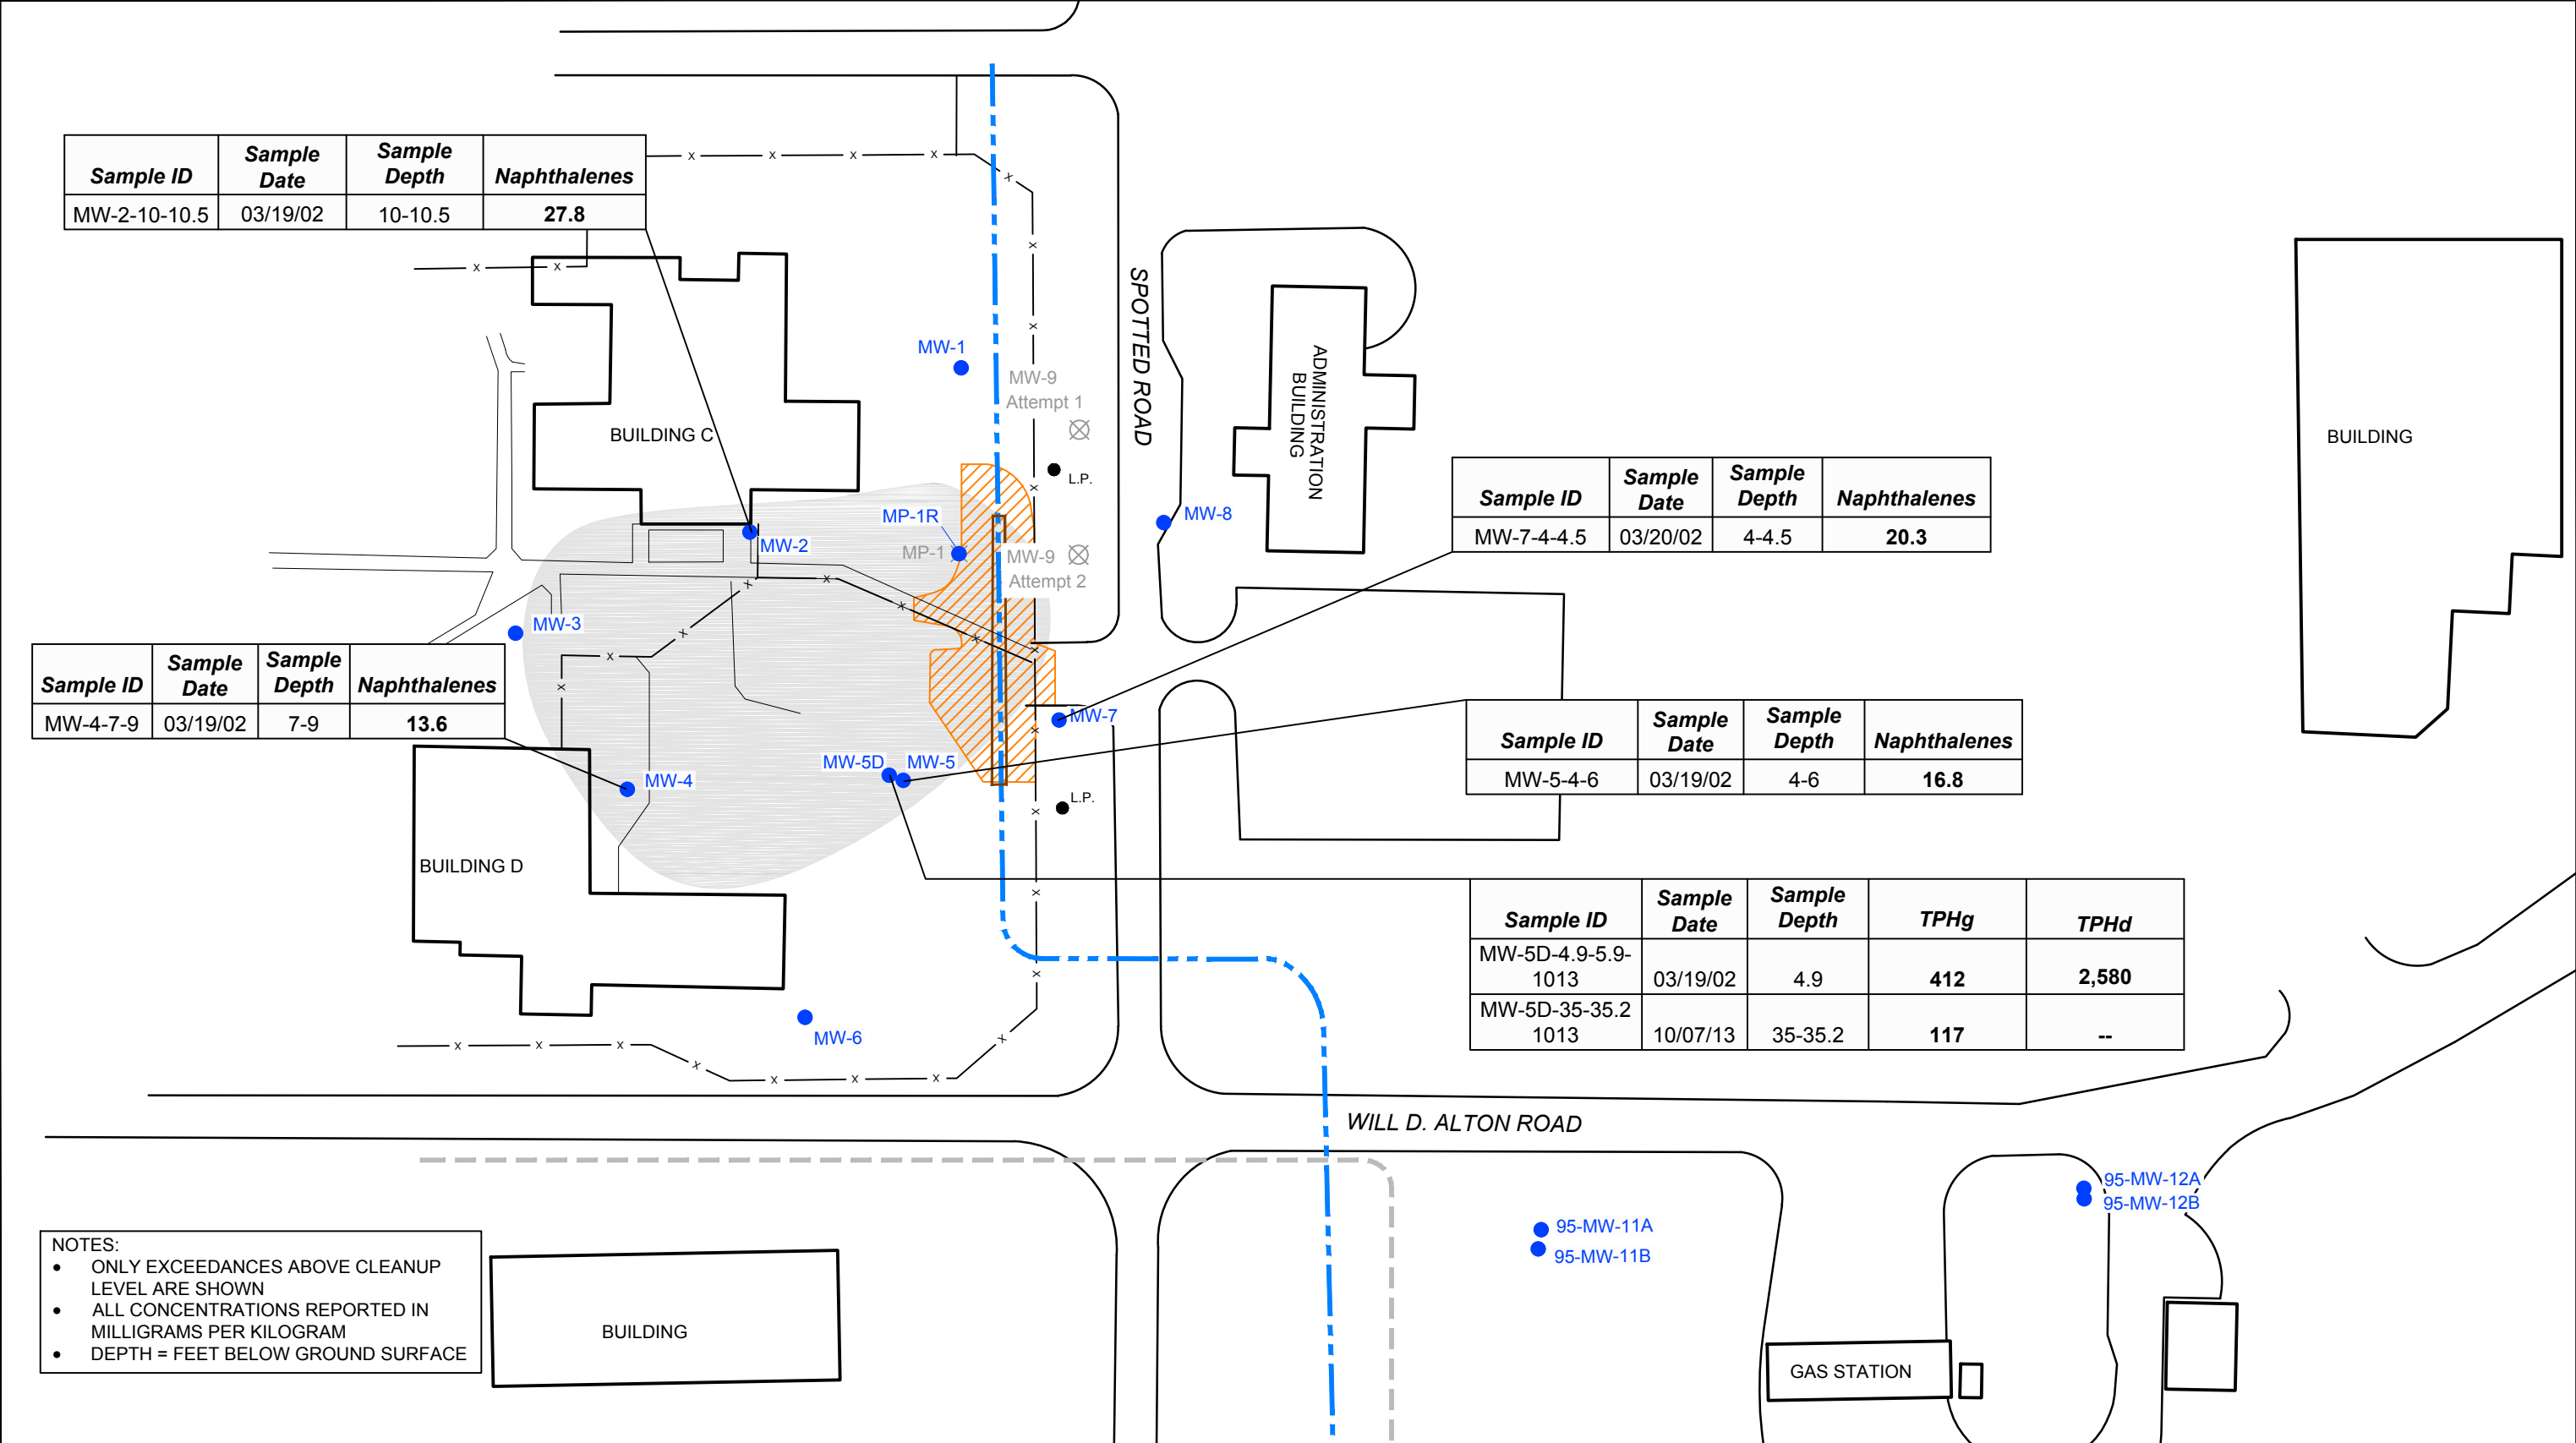 Sample ID Sample Date Sample Depth Naphthalenes
MW-2-10-10.5 03/19/02 10-10.5 27.8
BUILDING C
MW-1
MW-9
Attempt 1
L.P.
SPOTTED ROAD
ADMINISTRATION
BUILDING
BUILDING
MP-1R
MP-1
MW-2
MW-9
Attempt 2
MW-8
Sample ID Sample Date Sample Depth Naphthalenes
MW-7-4-4.5 03/20/02 4-4.5 20.3
MW-3
Sample ID Sample Date Sample Depth Naphthalenes
MW-4-7-9 03/19/02 7-9 13.6
MW-7
MW-5D
MW-5
MW-4
L.P.
Sample ID Sample Date Sample Depth Naphthalenes
MW-5-4-6 03/19/02 4-6 16.8
BUILDING D
Sample ID Sample Date Sample Depth TPHg TPHd
MW-5D-4.9-5.9-
1013 03/19/02 4.9 412 2,580
MW-5D-35-35.2
1013 10/07/13 35-35.2 117 --
MW-6
WILL D. ALTON ROAD
95-MW-12A
95-MW-12B
95-MW-11A
95-MW-11B
NOTES:
• ONLY EXCEEDANCES ABOVE CLEANUP
LEVEL ARE SHOWN
• ALL CONCENTRATIONS REPORTED IN
MILLIGRAMS PER KILOGRAM
• DEPTH = FEET BELOW GROUND SURFACE
BUILDING
GAS STATION